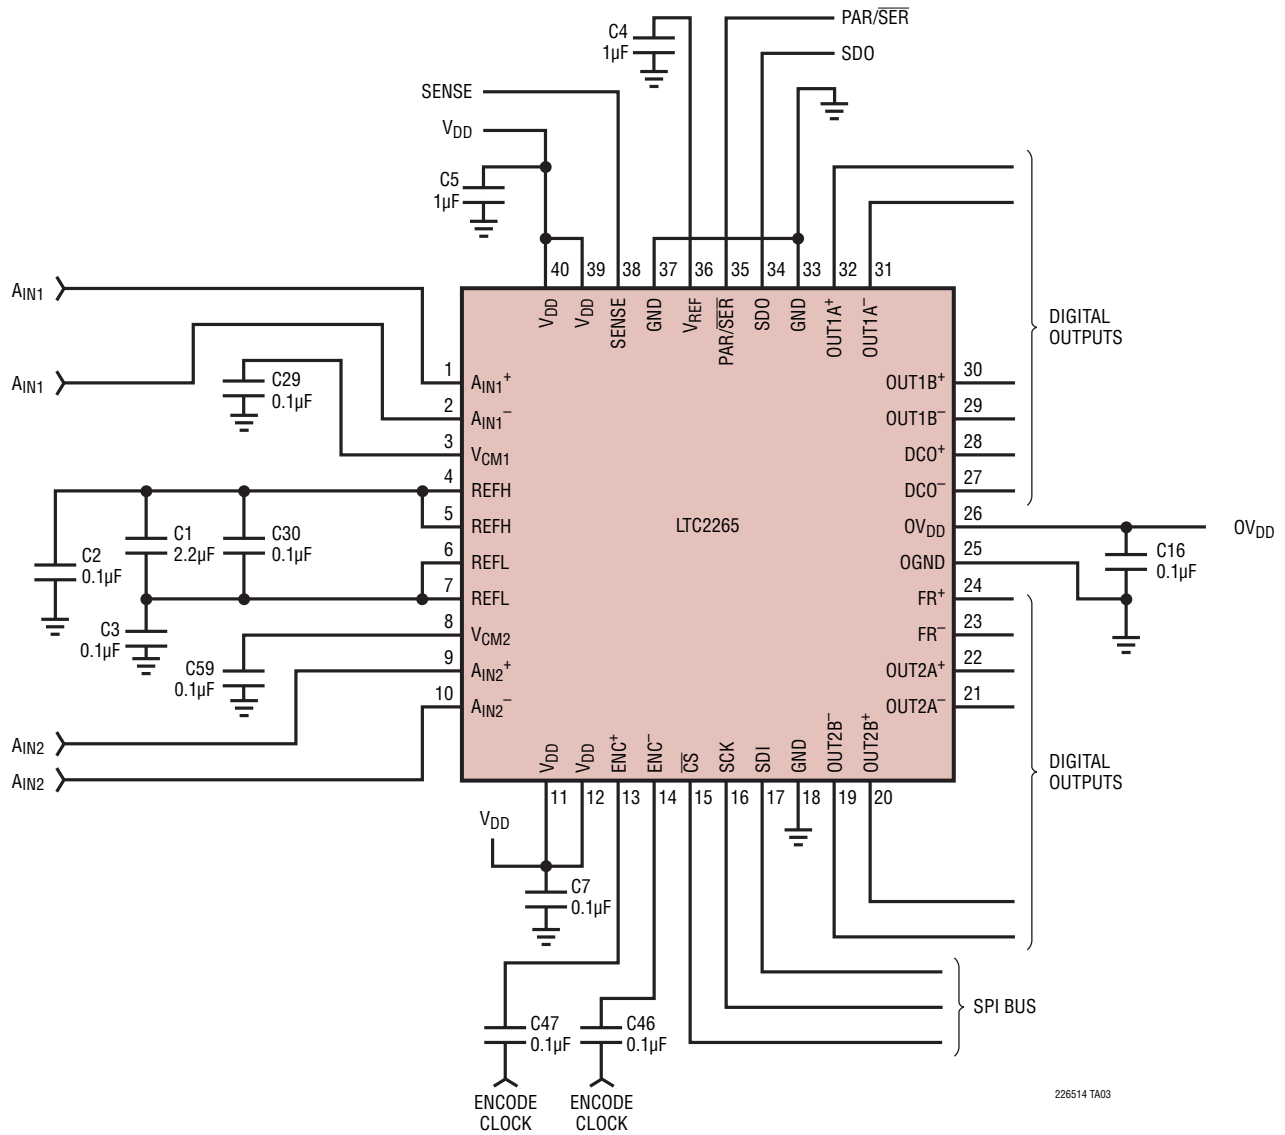 PAR/S̅E̅R̅
C4
1µF
SDO
SENSE
VDD
C5
1µF
40 39 38 37 36 35 34 33 32 31
VDD VDD SENSE GND VREF PAR/S̅E̅R̅ SDO GND OUT1A+ OUT1A–
DIGITAL
OUTPUTS
AIN1
AIN1
C29
0.1µF
1 AIN1+
2 AIN1–
3 VCM1
4 REFH
5 REFH
6 REFL
7 REFL
8 VCM2
9 AIN2+
10 AIN2–
C1
2.2µF
C30
0.1µF
C2
0.1µF
C3
0.1µF
C59
0.1µF
AIN2
AIN2
LTC2265
OUT1B+ 30
OUT1B– 29
DCO+ 28
DCO– 27
OVDD 26
OGND 25
FR+ 24
FR– 23
OUT2A+ 22
OUT2A– 21
OVDD
C16
0.1µF
VDD VDD ENC+ ENC– C̅S̅ SCK SDI GND OUT2B– OUT2B+
11 12 13 14 15 16 17 18 19 20
DIGITAL
OUTPUTS
VDD
C7
0.1µF
C47
0.1µF
C46
0.1µF
SPI BUS
ENCODE
CLOCK
ENCODE
CLOCK
226514 TA03